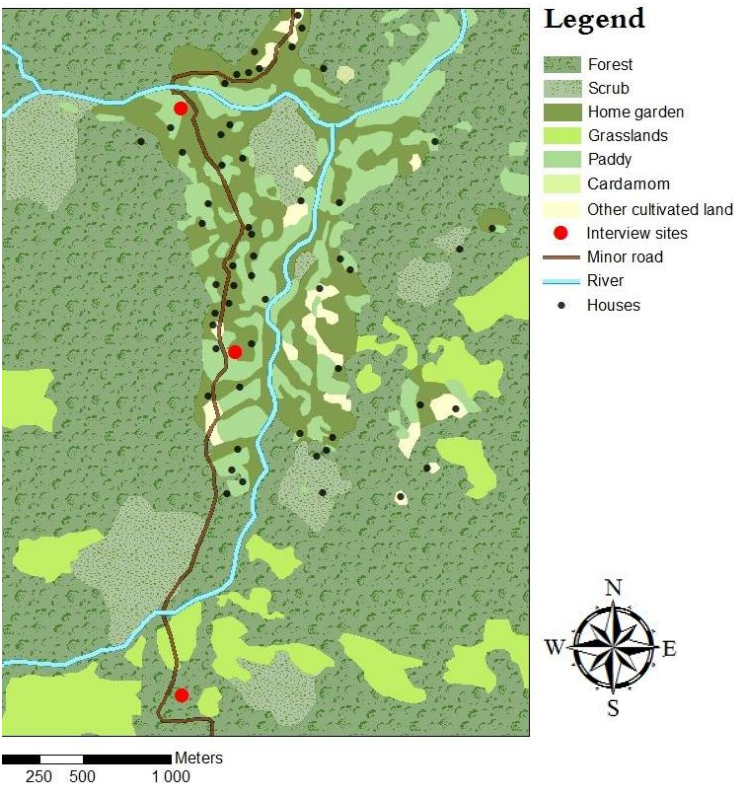 Legend
Forest
Scrub
Home garden
Grasslands
Paddy
Cardamom
Other cultivated land
Interview sites
Minor road
River
Houses
N
W E
S
Meters
250 500 1 000